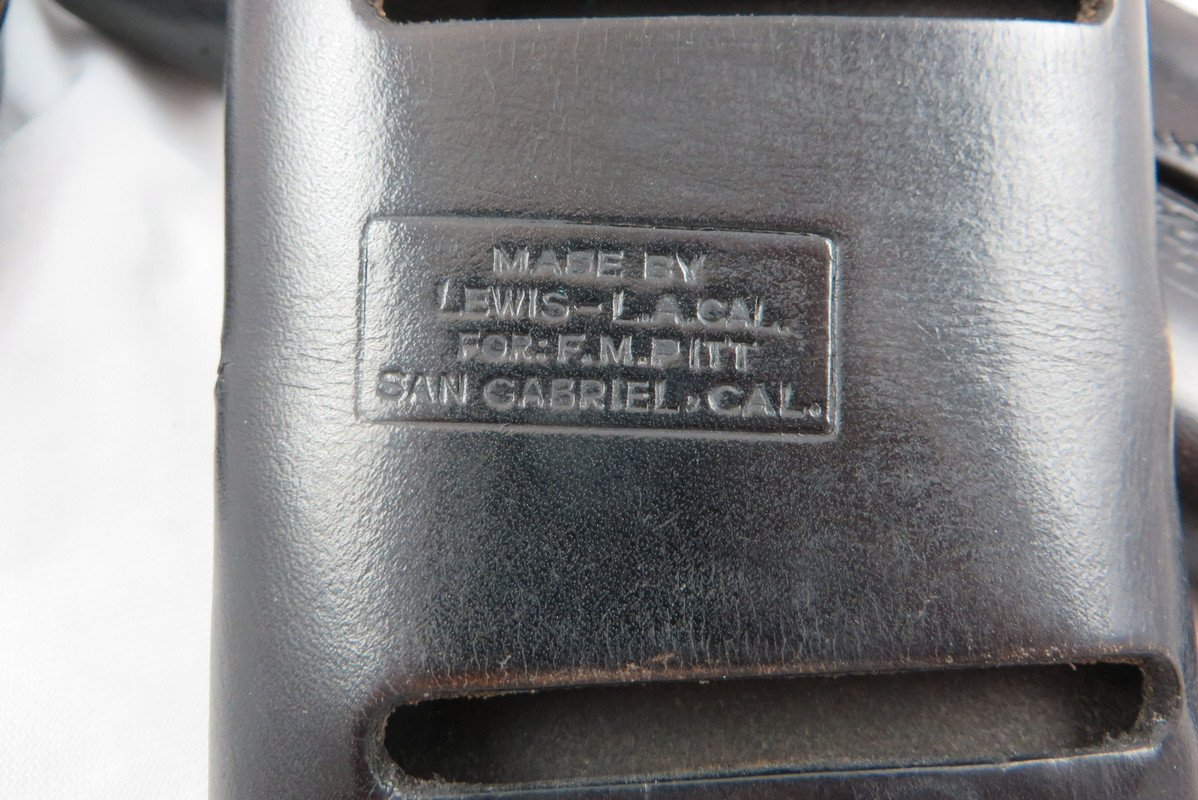 MADE BY
LEWIS-L.A.CAL.
FOR: F.M.PITT
SAN GABRIEL, CAL.